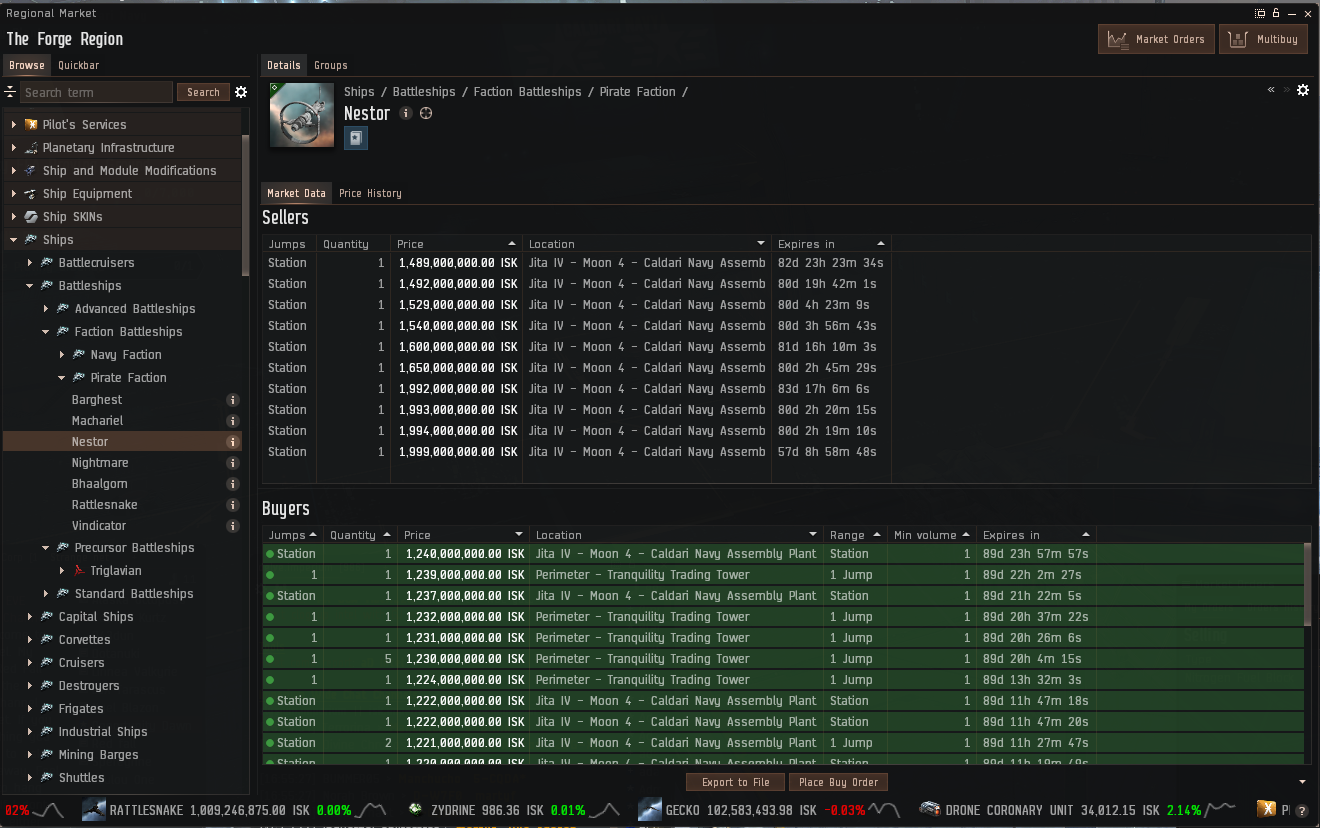 Regional Market
The Forge Region
Market Orders
Multibuy
Browse Quickbar
Search term Search
Pilot's Services
Planetary Infrastructure
Ship and Module Modifications
Ship Equipment
Ship SKINs
Ships
Battlecruisers
Battleships
Advanced Battleships
Faction Battleships
Navy Faction
Pirate Faction
Barghest
Machariel
Nestor
Nightmare
Bhaalgorn
Rattlesnake
Vindicator
Precursor Battleships
Triglavian
Standard Battleships
Capital Ships
Corvettes
Cruisers
Destroyers
Frigates
Industrial Ships
Mining Barges
Shuttles
Details Groups
Ships / Battleships / Faction Battleships / Pirate Faction /
Nestor
Market Data Price History
Sellers
Jumps Quantity Price Location Expires in
Station 1 1,489,000,000.00 ISK Jita IV - Moon 4 - Caldari Navy Assemb 82d 23h 23m 34s
Station 1 1,492,000,000.00 ISK Jita IV - Moon 4 - Caldari Navy Assemb 80d 19h 42m 1s
Station 1 1,529,000,000.00 ISK Jita IV - Moon 4 - Caldari Navy Assemb 80d 4h 23m 9s
Station 1 1,540,000,000.00 ISK Jita IV - Moon 4 - Caldari Navy Assemb 80d 3h 56m 43s
Station 1 1,600,000,000.00 ISK Jita IV - Moon 4 - Caldari Navy Assemb 81d 16h 10m 3s
Station 1 1,650,000,000.00 ISK Jita IV - Moon 4 - Caldari Navy Assemb 80d 2h 45m 29s
Station 1 1,992,000,000.00 ISK Jita IV - Moon 4 - Caldari Navy Assemb 83d 17h 6m 6s
Station 1 1,993,000,000.00 ISK Jita IV - Moon 4 - Caldari Navy Assemb 80d 2h 20m 15s
Station 1 1,994,000,000.00 ISK Jita IV - Moon 4 - Caldari Navy Assemb 80d 2h 19m 10s
Station 1 1,999,000,000.00 ISK Jita IV - Moon 4 - Caldari Navy Assemb 57d 8h 58m 48s
Buyers
Jumps Quantity Price Location Range Min volume Expires in
Station 1 1,240,000,000.00 ISK Jita IV - Moon 4 - Caldari Navy Assembly Plant Station 1 89d 23h 57m 57s
1 1 1,239,000,000.00 ISK Perimeter - Tranquility Trading Tower 1 Jump 1 89d 22h 2m 27s
Station 1 1,237,000,000.00 ISK Jita IV - Moon 4 - Caldari Navy Assembly Plant Station 1 89d 21h 22m 5s
1 1 1,232,000,000.00 ISK Perimeter - Tranquility Trading Tower 1 Jump 1 89d 20h 37m 22s
1 1 1,231,000,000.00 ISK Perimeter - Tranquility Trading Tower 1 Jump 1 89d 20h 26m 6s
1 5 1,230,000,000.00 ISK Perimeter - Tranquility Trading Tower 1 Jump 1 89d 20h 4m 15s
1 1 1,224,000,000.00 ISK Perimeter - Tranquility Trading Tower 1 Jump 1 89d 13h 32m 3s
Station 1 1,222,000,000.00 ISK Jita IV - Moon 4 - Caldari Navy Assembly Plant Station 1 89d 11h 47m 18s
Station 1 1,222,000,000.00 ISK Jita IV - Moon 4 - Caldari Navy Assembly Plant Station 1 89d 11h 47m 20s
Station 2 1,221,000,000.00 ISK Jita IV - Moon 4 - Caldari Navy Assembly Plant 1 Jump 1 89d 11h 27m 47s
Export to File Place Buy Order
02% RATTLESNAKE 1,009,246,875.00 ISK 0.00% ZYDRINE 986.36 ISK 0.01% GECKO 102,583,493.98 ISK -0.03% DRONE CORONARY UNIT 34,012.15 ISK 2.14%